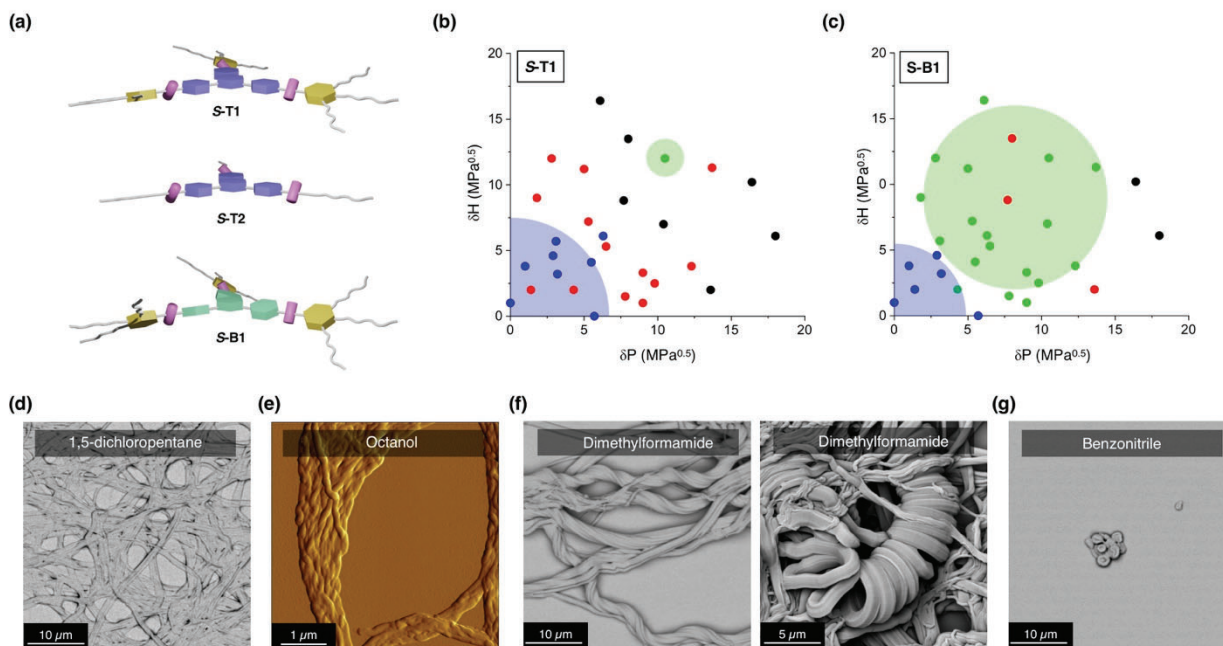 (a)
S-T1
S-T2
S-B1
(b)
S-T1
20
15
10
5
0
δH (MPa0.5)
0 5 10 15 20
δP (MPa0.5)
(c)
S-B1
20
15
0
5
0
δH (MPa0.5)
0 5 10 15 20
δP (MPa0.5)
(d)
1,5-dichloropentane
10 µm
(e)
Octanol
1 µm
(f)
Dimethylformamide
10 µm
Dimethylformamide
5 µm
(g)
Benzonitrile
10 µm